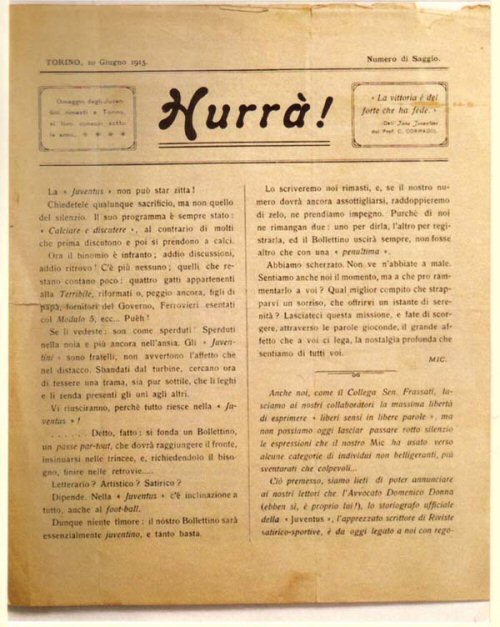 TORINO, 10 Giugno 1915.
Numero di Saggio.
Omaggio degli Juven-
tini rimasti a Torino,
ai loro consoci sotto
le armi.
Hurrà!
« La vittoria è del
forte che ha fede. »
Dall'Inno Juventino
del Prof. C. CORRADO.
La « Juventus » non può star zitta!
Chiedetele qualunque sacrificio, ma non quello
del silenzio. Il suo programma è sempre stato:
« Calciare e discutere », al contrario di molti
che prima discutono e poi si prendono a calci.
Ora il binomio è infranto; addio discussioni,
addio ritrovo! C'è più nessuno; quelli che re-
stano contano poco: quattro gatti appartenenti
alla Terribile, riformati o, peggio ancora, figli di
papà, fornitori del Governo, Ferrovieri esentati
col Modulo 5, ecc... Puèh!
Se li vedeste: son come sperduti! Sperduti
nella noia e più ancora nell'ansia. Gli « Juven-
tini » sono fratelli, non avvertono l'affetto che
nel distacco. Sbandati dal turbine, cercano ora
di tessere una trama, sia pur sottile, che li leghi
e li renda presenti gli uni agli altri.
Vi riusciranno, perchè tutto riesce nella « Ju-
ventus »!
. . . . . . Detto, fatto: si fonda un Bollettino,
un passe par-tout, che dovrà raggiungere il fronte,
insinuarsi nelle trincee, e, richiedendolo il biso-
gno, finire nelle retrovie.....
Letterario? Artistico? Satirico?
Dipende. Nella « Juventus » c'è inclinazione a
tutto, anche al foot-ball.
Dunque niente timore: il nostro Bollettino sarà
essenzialmente juventino, e tanto basta.
Lo scriveremo noi rimasti, e, se il nostro nu-
mero dovrà ancora assottigliarsi, raddoppieremo
di zelo, ne prendiamo impegno. Purchè di noi
ne rimangan due: uno per dirla, l'altro per regi-
strarla, ed il Bollettino uscirà sempre, non fosse
altro che con una « penultima ».
Abbiamo scherzato. Non ve n'abbiate a male.
Sentiamo anche noi il momento, ma a che pro ram-
mentarlo a voi? Qual miglior compito che strap-
parvi un sorriso, che offrirvi un istante di sere-
nità? Lasciateci questa missione, e fate di scor-
gere, attraverso le parole gioconde, il grande af-
fetto che a voi ci lega, la nostalgia profonda che
sentiamo di tutti voi.
MIC.
Anche noi, come il Collega Sen. Frassati, la-
sciamo ai nostri collaboratori la massima libertà
di esprimere « liberi sensi in libere parole », ma
non possiamo oggi lasciar passare sotto silenzio
le espressioni che il nostro Mic ha usato verso
alcune categorie di individui non belligeranti, più
sventurati che colpevoli...
Ciò premesso, siamo lieti di poter annunciare
ai nostri lettori che l'Avvocato Domenico Donna
(ebben sì, è proprio lui!), lo storiografo ufficiale
della « Juventus », l'apprezzato scrittore di Riviste
satirico-sportive, è da oggi legato a noi con rego-